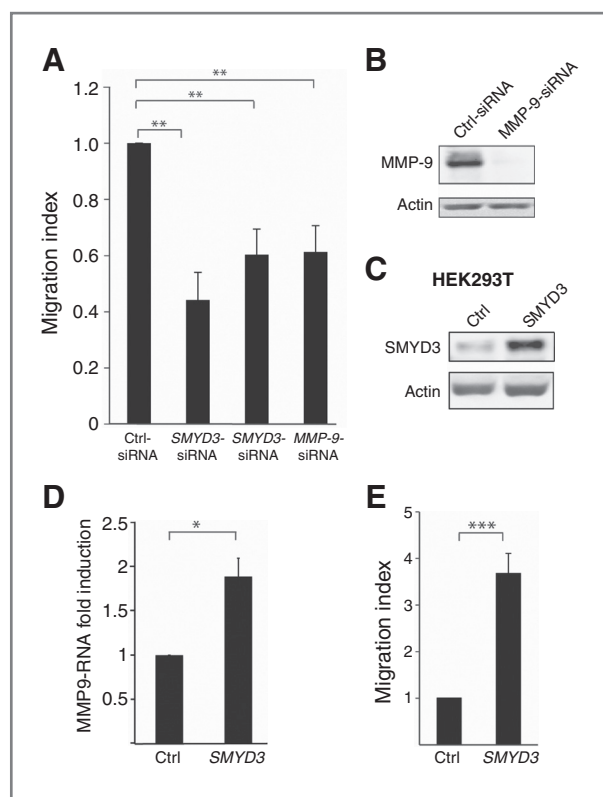 A
Migration index
1.2
1.0
0.8
0.6
0.4
0.2
0
**
**
**
Ctrl-
siRNA
SMYD3-
siRNA
SMYD3-
siRNA
MMP-9-
siRNA
B
Ctrl-siRNA
MMP-9-siRNA
MMP-9
Actin
C
HEK293T
Ctrl
SMYD3
SMYD3
Actin
D
MMP9-RNA fold induction
2.5
2
1.5
1
0.5
*
Ctrl
SMYD3
E
Migration index
5
4
3
2
1
***
Ctrl
SMYD3